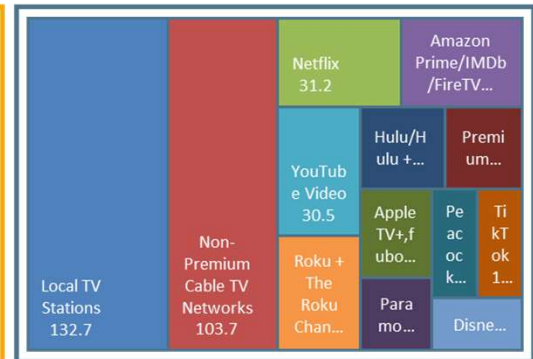 Local TV
Stations
132.7
Non-
Premium
Cable TV
Networks
103.7
Netflix
31.2
Amazon
Prime/IMDb
/FireTV...
YouTub
e Video
30.5
Roku +
The
Roku
Chan...
Hulu/H
ulu +...
Premi
um...
Apple
TV+,f
ubo...
Pe
ac
oc
k...
Ti
kT
ok
1...
Para
mo...
Disne...